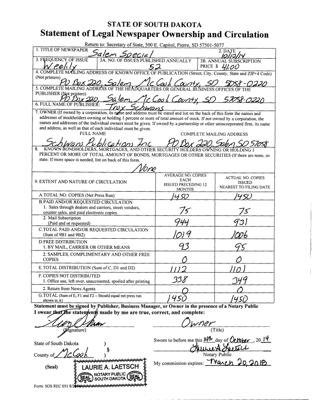 STATE OF SOUTH DAKOTA
Statement of Legal Newspaper Ownership and Circulation
Return to: Secretary of State, 500 E. Capitol, Pierre, SD 57501-5077
1. TITLE OF NEWSPAPER Salem Special
2. DATE 10/10/14
3. FREQUENCY OF ISSUE Weekly
3A. NO. OF ISSUES PUBLISHED ANNUALLY 52
3B. ANNUAL SUBSCRIPTION PRICE $ 41.00
4. COMPLETE MAILING ADDRESS OF KNOWN OFFICE OF PUBLICATION (Street, City, County, State and ZIP+4 Code) (Not printers)
PO Box 220, Salem, McCook County, SD 57058-0220
5. COMPLETE MAILING ADDRESS OF THE HEADQUARTERS OR GENERAL BUSINESS OFFICES OF THE PUBLISHER (Not printers)
PO Box 220, Salem, McCook County, SD 57058-0220
6. FULL NAME OF PUBLISHER: Troy Schwans
7. OWNER (If owned by a corporation, its name and address must be stated and also immediately thereunder the names and addresses of stockholders owning or holding 1 percent or more of total amount of stock. If not owned by a corporation, the names and addresses of the individual owners must be given. If owned by a partnership or other unincorporated firm, its name and address, as well as that of each individual must be given.
FULL NAME
COMPLETE MAILING ADDRESS
Schwans Publications Inc PO Box 220, Salem SD 57058
8. KNOWN BONDHOLDERS, MORTGAGEES, AND OTHER SECURITY HOLDERS OWNING OR HOLDING 1 PERCENT OR MORE OF TOTAL AMOUNT OF BONDS, MORTGAGES OR OTHER SECURITIES (If there are none, so state. If more space is needed, list on back of this form.)
None
9. EXTENT AND NATURE OF CIRCULATION
AVERAGE NO. COPIES EACH ISSUED PRECEDING 12 MONTHS
ACTUAL NO. COPIES ISSUED NEAREST TO FILING DATE
A. TOTAL NO. COPIES (Net Press Run) 1450 1450
B. PAID AND/OR REQUESTED CIRCULATION
1. Sales through dealers and carriers, street vendors, counter sales, and paid electronic copies. 75 75
2. Mail Subscription (Paid and or requested) 944 931
C. TOTAL PAID AND/OR REQUESTED CIRCULATION (Sum of 9B1 and 9B2) 1019 1006
D. FREE DISTRIBUTION
1. BY MAIL, CARRIER OR OTHER MEANS 93 95
2. SAMPLES, COMPLIMENTARY AND OTHER FREE COPIES 0 0
E. TOTAL DISTRIBUTION (Sum of C, D1 and D2) 1112 1101
F. COPIES NOT DISTRIBUTED
1. Office use, left over, unaccounted, spoiled after printing 338 349
2. Return from News Agents 0 0
G. TOTAL (Sum of E, F1 and F2 - Should equal net press run shown in A) 1450 1450
Statement must be signed by Publisher, Business Manager, or Owner in the presence of a Notary Public
I swear that the statements made by me are true, correct, and complete:
(Signature)
Owner
(Title)
State of South Dakota )
§
County of McCook )
Sworn to before me this 10th day of October, 2014
Laurie A Laetsch
Notary Public
(Seal)
LAURIE A. LAETSCH
NOTARY PUBLIC
SOUTH DAKOTA
SEAL
SEAL
My commission expires: March 20, 2018